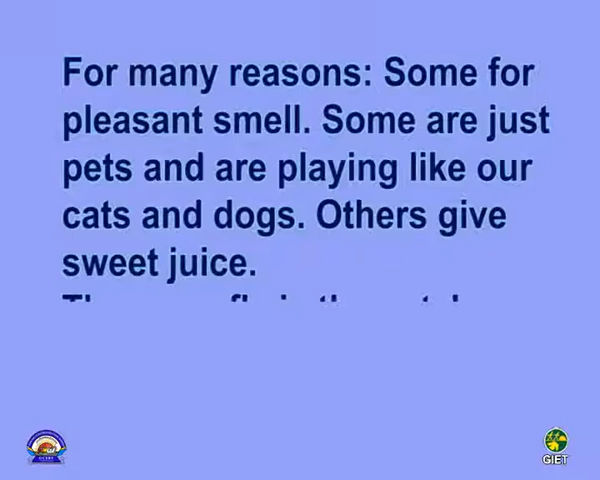 For many reasons: Some for
pleasant smell. Some are just
pets and are playing like our
cats and dogs. Others give
sweet juice.
GIET